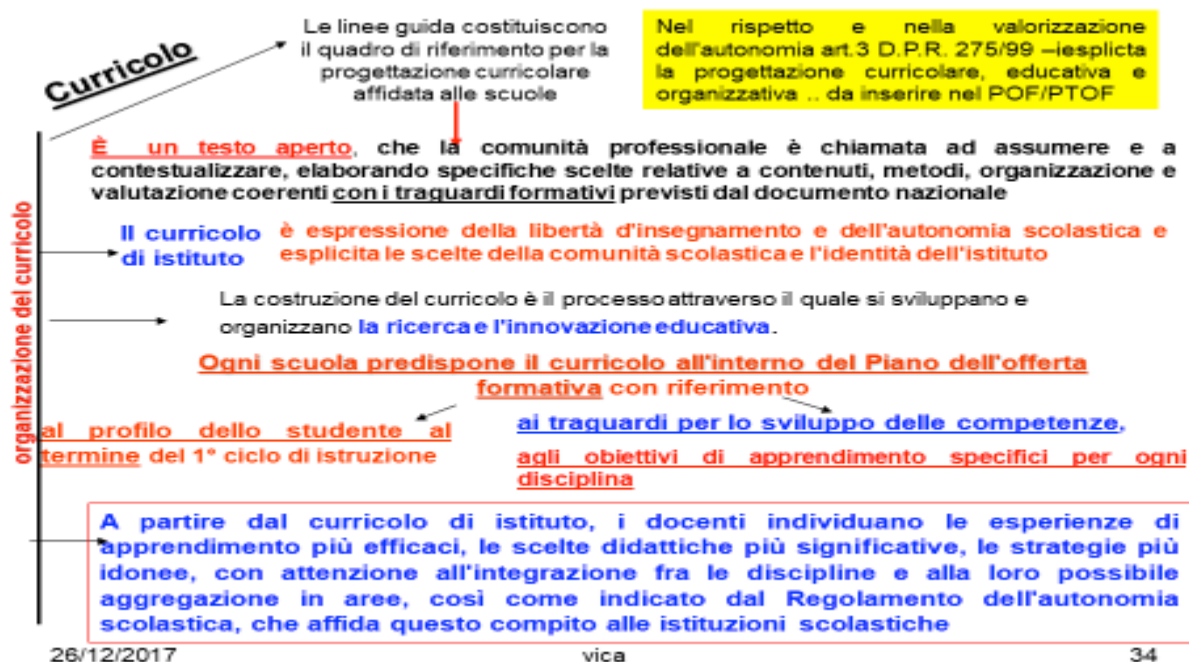 Curricolo
Le linee guida costituiscono
il quadro di riferimento per la
progettazione curricolare
affidata alle scuole
Nel rispetto e nella valorizzazione
dell'autonomia art.3 D.P.R. 275/99 –iesplicta
la progettazione curricolare, educativa e
organizzativa .. da inserire nel POF/PTOF
È un testo aperto, che la comunità professionale è chiamata ad assumere e a
contestualizzare, elaborando specifiche scelte relative a contenuti, metodi, organizzazione e
valutazione coerenti con i traguardi formativi previsti dal documento nazionale
organizzazione del curricolo
Il curricolo
di istituto
è espressione della libertà d'insegnamento e dell'autonomia scolastica e
esplicita le scelte della comunità scolastica e l'identità dell'istituto
La costruzione del curricolo è il processo attraverso il quale si sviluppano e
organizzano la ricerca e l'innovazione educativa.
Ogni scuola predispone il curricolo all'interno del Piano dell'offerta
formativa con riferimento
al profilo dello studente al
termine del 1° ciclo di istruzione
ai traguardi per lo sviluppo delle competenze,
agli obiettivi di apprendimento specifici per ogni
disciplina
A partire dal curricolo di istituto, i docenti individuano le esperienze di
apprendimento più efficaci, le scelte didattiche più significative, le strategie più
idonee, con attenzione all'integrazione fra le discipline e alla loro possibile
aggregazione in aree, così come indicato dal Regolamento dell'autonomia
scolastica, che affida questo compito alle istituzioni scolastiche
26/12/2017
vica
34